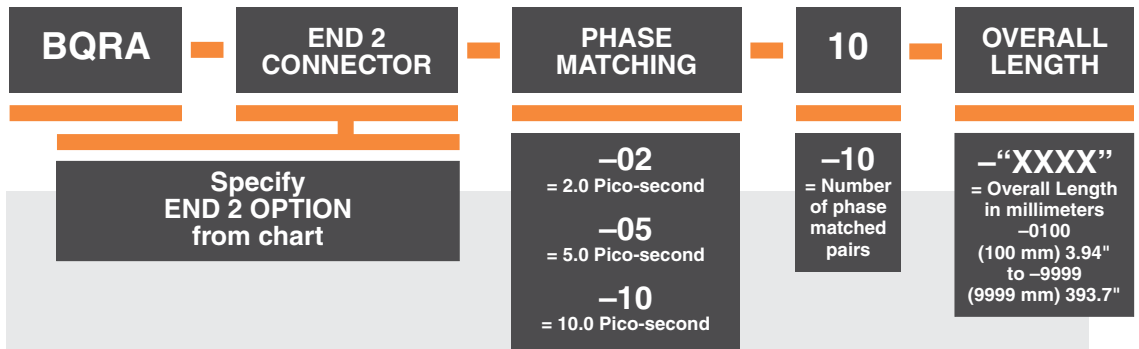 BQRA
END 2
CONNECTOR
PHASE
MATCHING
10
OVERALL
LENGTH
Specify
END 2 OPTION
from chart
–02
= 2.0 Pico-second
–05
= 5.0 Pico-second
–10
= 10.0 Pico-second
–10
= Number
of phase
matched
pairs
–“XXXX”
= Overall Length
in millimeters
–0100
(100 mm) 3.94"
to –9999
(9999 mm) 393.7"